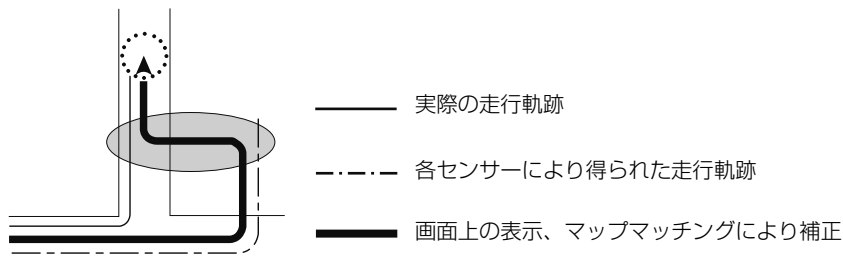 実際の走行軌跡
各センサーにより得られた走行軌跡
画面上の表示、マップマッチングにより補正